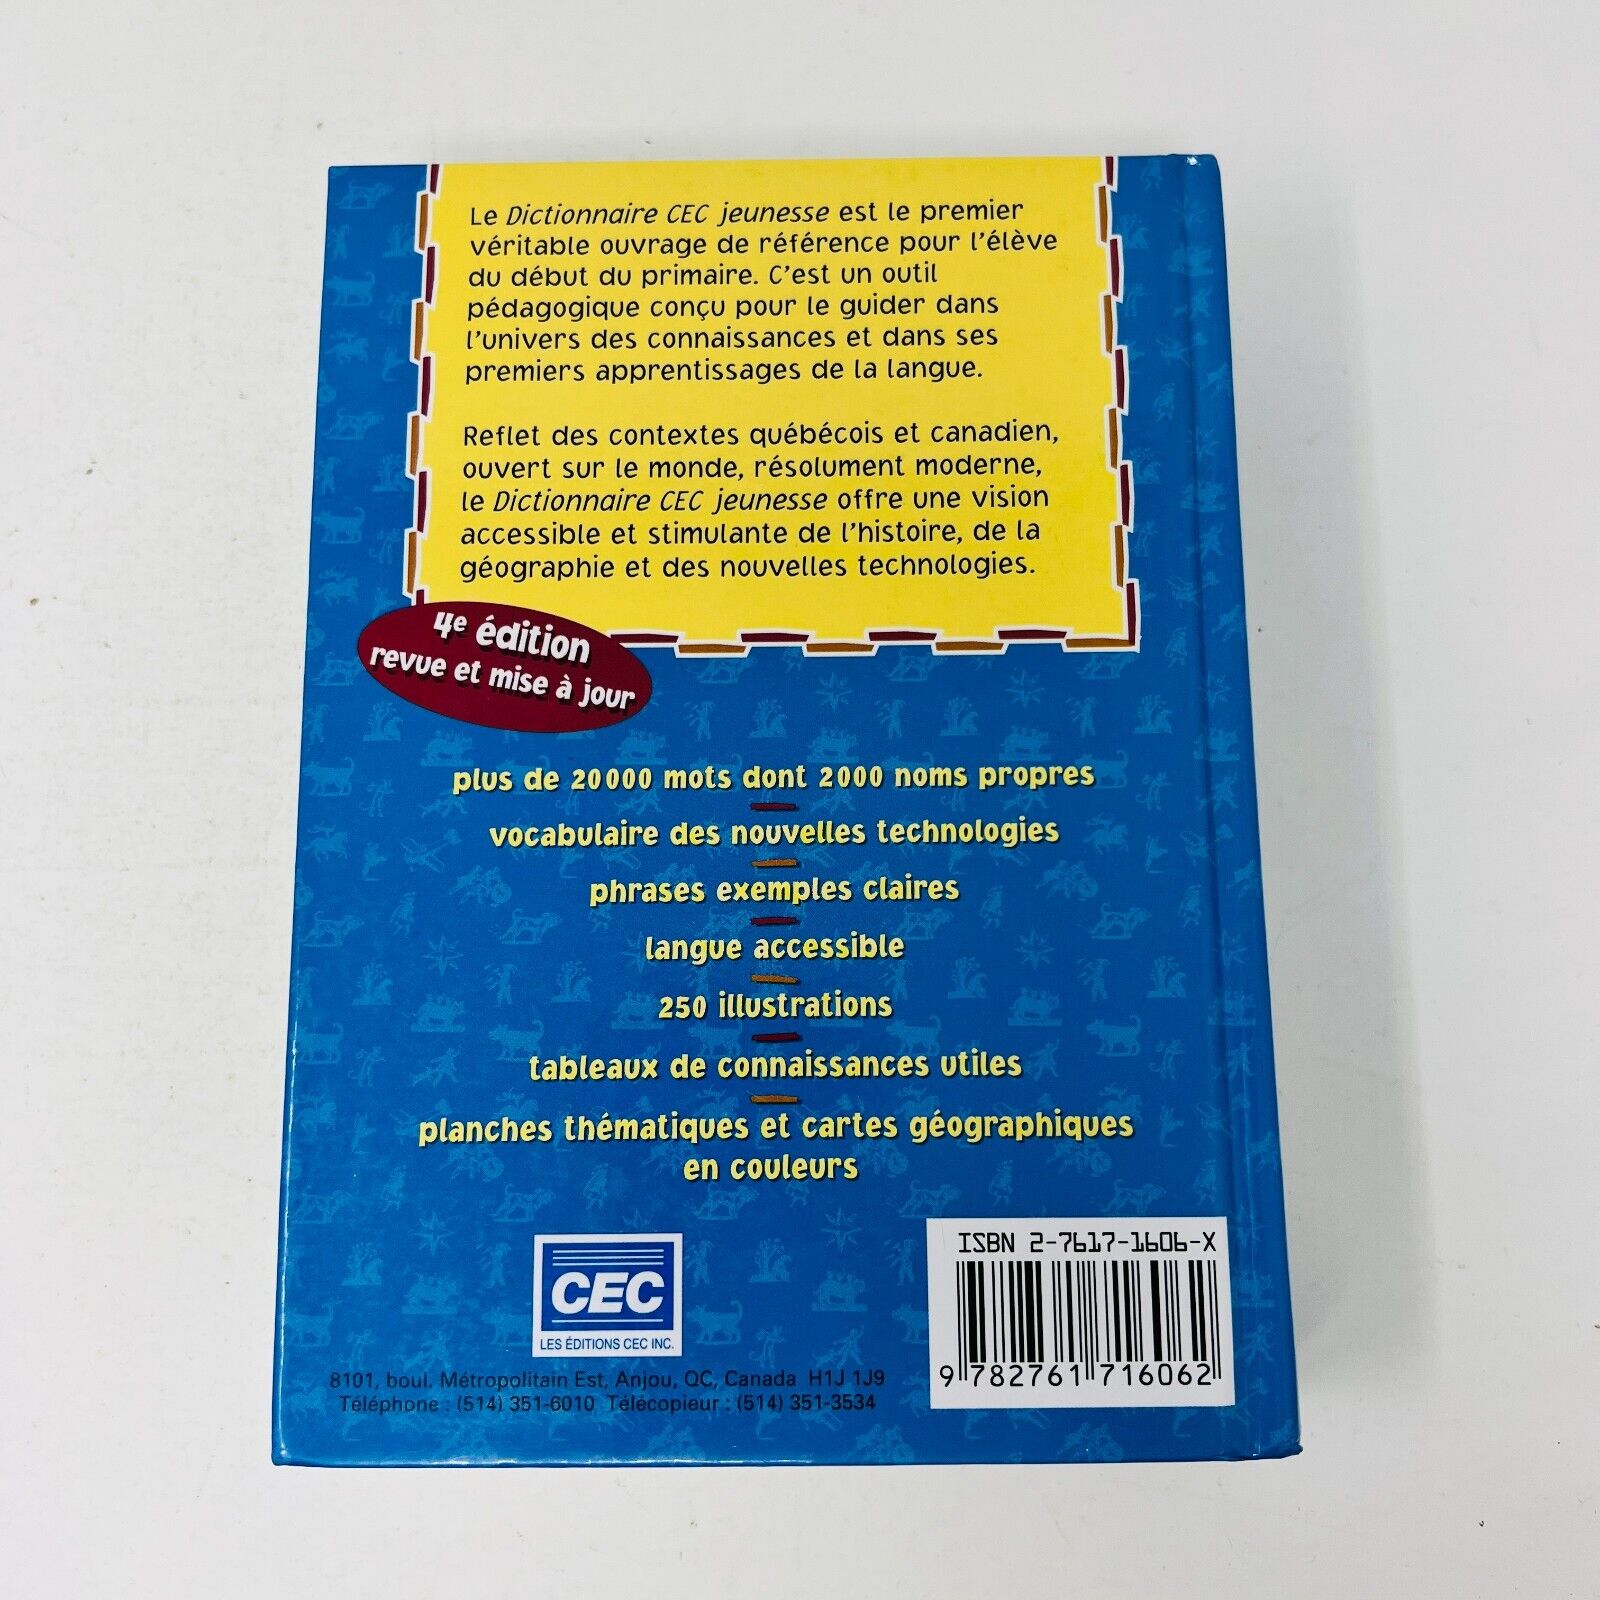 Le Dictionnaire CEC jeunesse est le premier
véritable ouvrage de référence pour l'élève
du début du primaire. C'est un outil
pédagogique conçu pour le guider dans
l'univers des connaissances et dans ses
premiers apprentissages de la langue.
Reflet des contextes québécois et canadien,
ouvert sur le monde, résolument moderne,
le Dictionnaire CEC jeunesse offre une vision
accessible et stimulante de l'histoire, de la
géographie et des nouvelles technologies.
4e édition
revue et mise à jour
plus de 20000 mots dont 2000 noms propres
vocabulaire des nouvelles technologies
phrases exemples claires
langue accessible
250 illustrations
tableaux de connaissances utiles
planches thématiques et cartes géographiques
en couleurs
CEC
LES ÉDITIONS CEC INC.
8101, boul. Métropolitain Est, Anjou, QC, Canada H1J 1J9
Téléphone : (514) 351-6010 Télécopieur : (514) 351-3534
ISBN 2-7617-1606-X
9 782761 716062